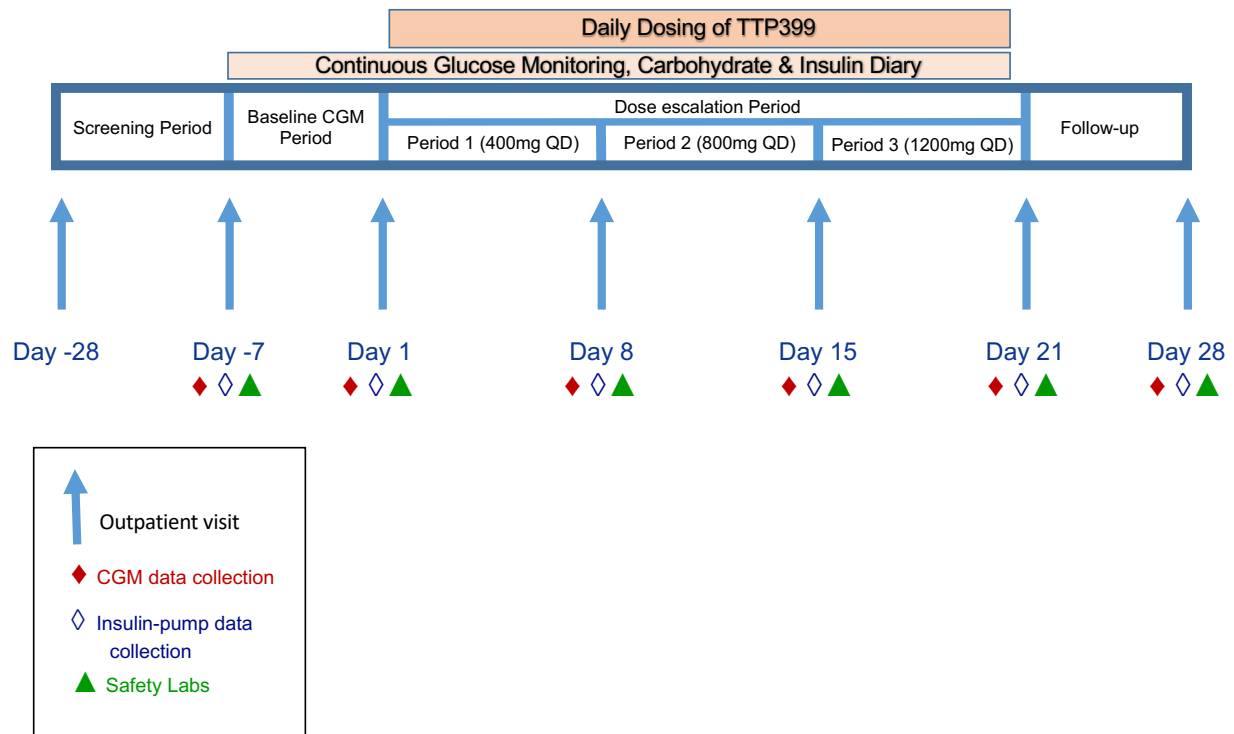 Daily Dosing of TTP399
Continuous Glucose Monitoring, Carbohydrate & Insulin Diary
Screening Period
Baseline CGM
Period
Dose escalation Period
Period 1 (400mg QD)
Period 2 (800mg QD)
Period 3 (1200mg QD)
Follow-up
Day -28
Day -7
Day 1
Day 8
Day 15
Day 21
Day 28
Outpatient visit
CGM data collection
Insulin-pump data
collection
Safety Labs